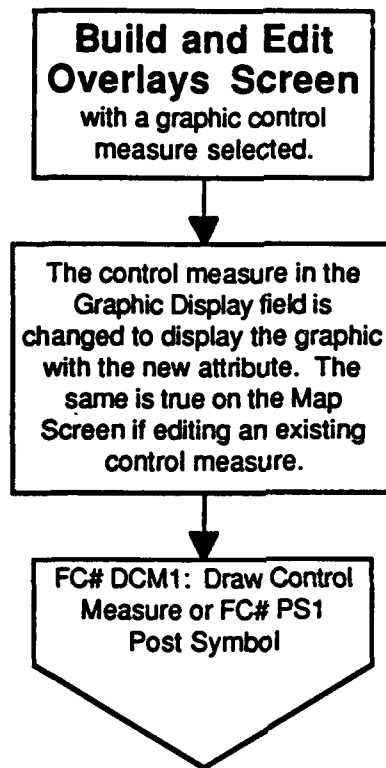 Build and Edit
Overlays Screen
with a graphic control
measure selected.
The control measure in the
Graphic Display field is
changed to display the graphic
with the new attribute. The
same is true on the Map
Screen if editing an existing
control measure.
FC# DCM1: Draw Control
Measure or FC# PS1
Post Symbol